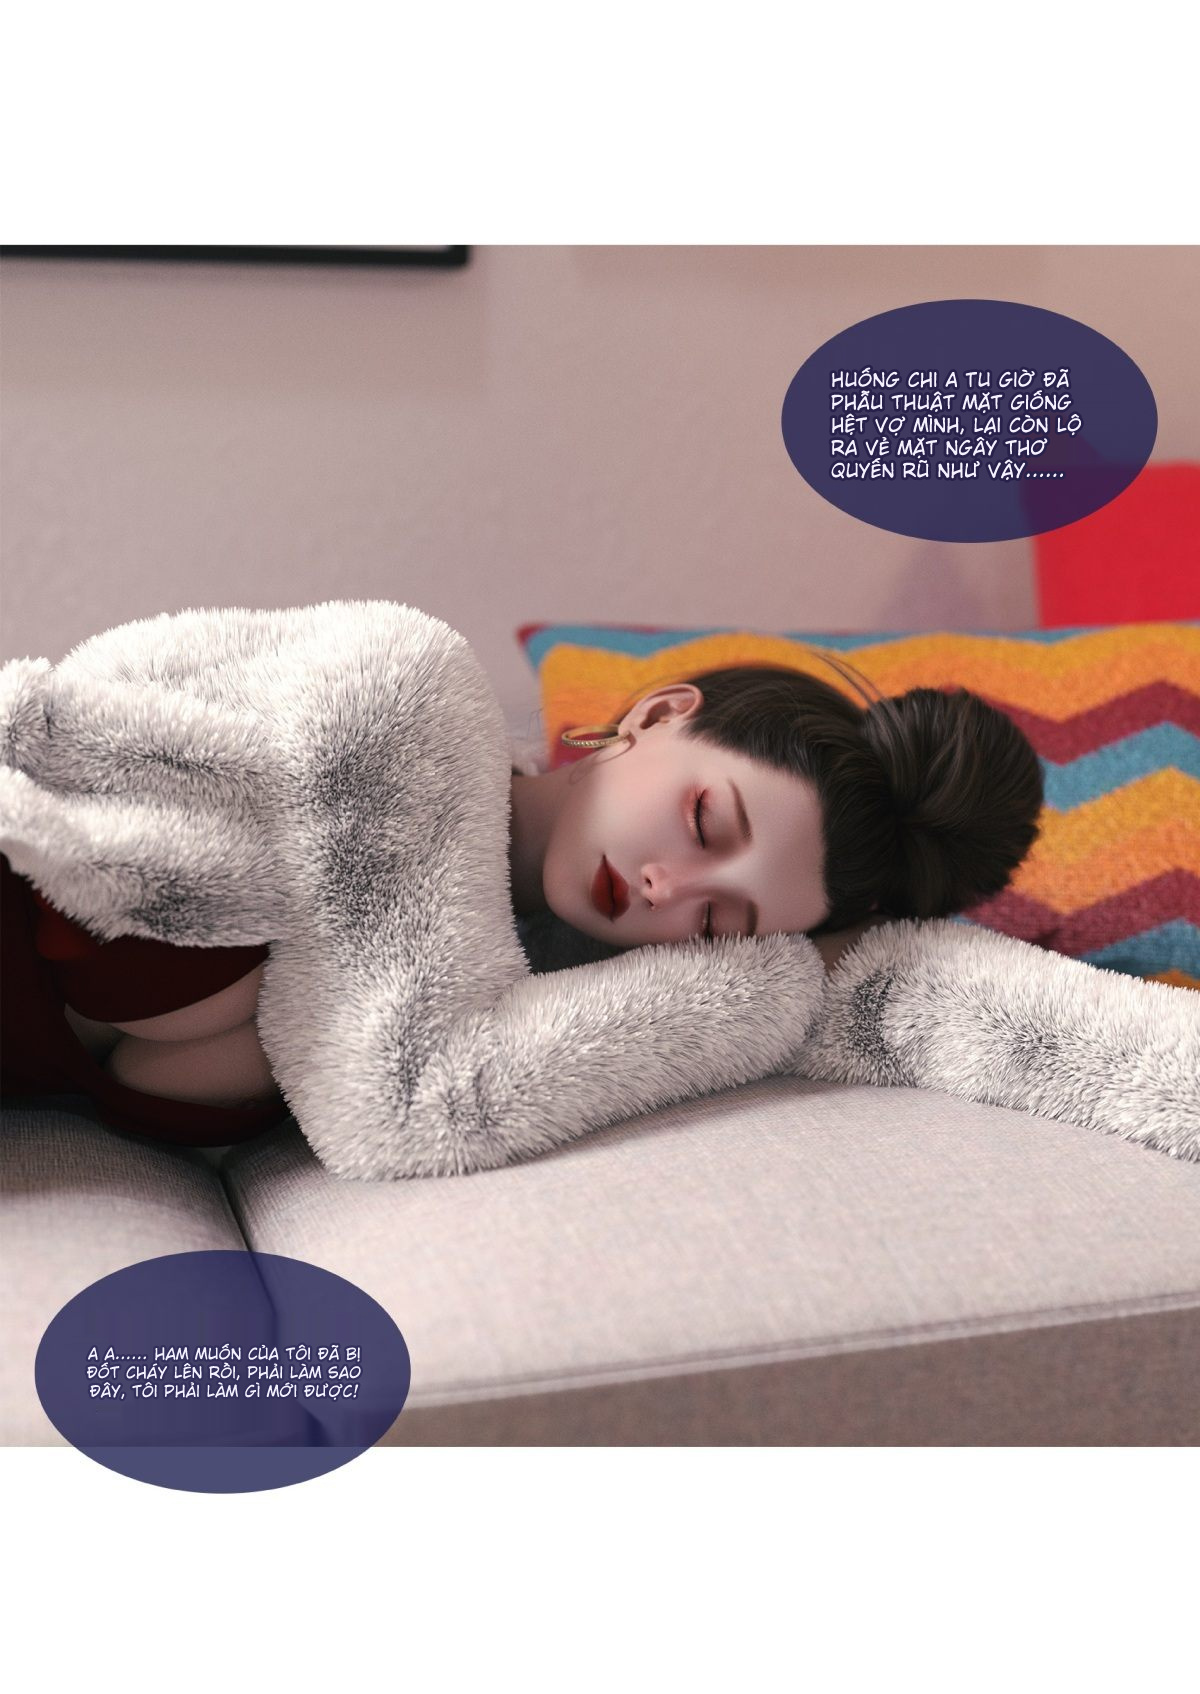 HUỐNG CHI A TU GIỜ ĐÃ
PHẪU THUẬT MẶT GIỐNG
HỆT VỢ MÌNH, LẠI CÒN LỘ
RA VẺ MẶT NGÂY THƠ
QUYẾN RŨ NHƯ VẬY......
A A...... HAM MUỐN CỦA TÔI ĐÃ BỊ
ĐỐT CHÁY LÊN RỒI, PHẢI LÀM SAO
ĐÂY, TÔI PHẢI LÀM GÌ MỚI ĐƯỢC!